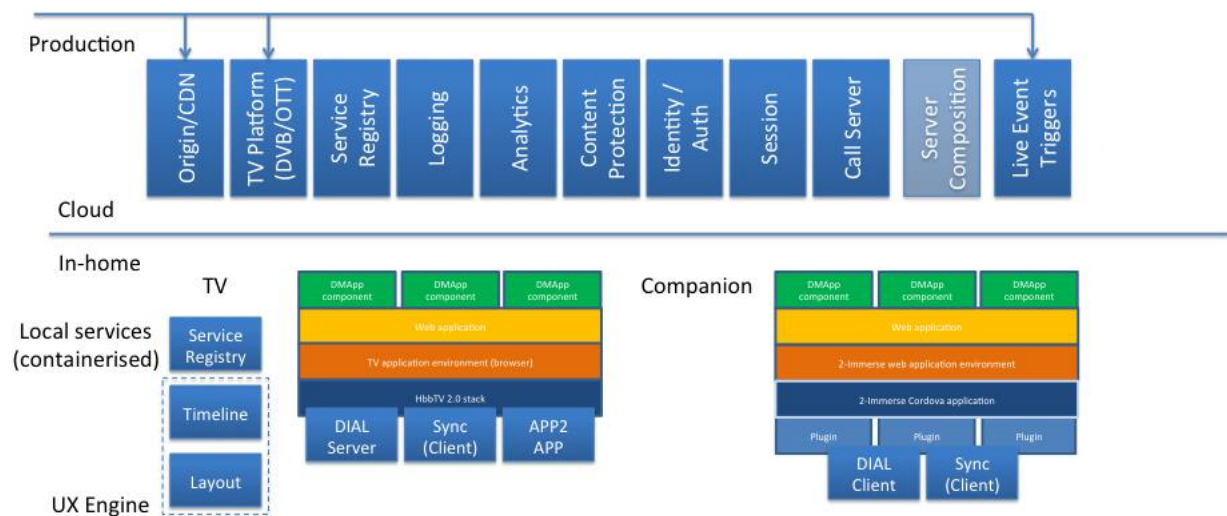 Production
Origin/CDN
TV Platform
(DVB/OTT)
Service
Registry
Logging
Analytics
Content
Protection
Identity /
Auth
Session
Call Server
Server
Composition
Live Event
Triggers
Cloud
In-home
TV
Companion
Local services
(containerised)
Service
Registry
Timeline
Layout
UX Engine
DMApp
component
DMApp
component
DMApp
component
Web application
TV application environment (browser)
HbbTV 2.0 stack
DIAL
Server
Sync
(Client)
APP2
APP
DMApp
component
DMApp
component
DMApp
component
Web application
2-Immerse web application environment
2-Immerse Cordova application
Plugin
Plugin
Plugin
DIAL
Client
Sync
(Client)